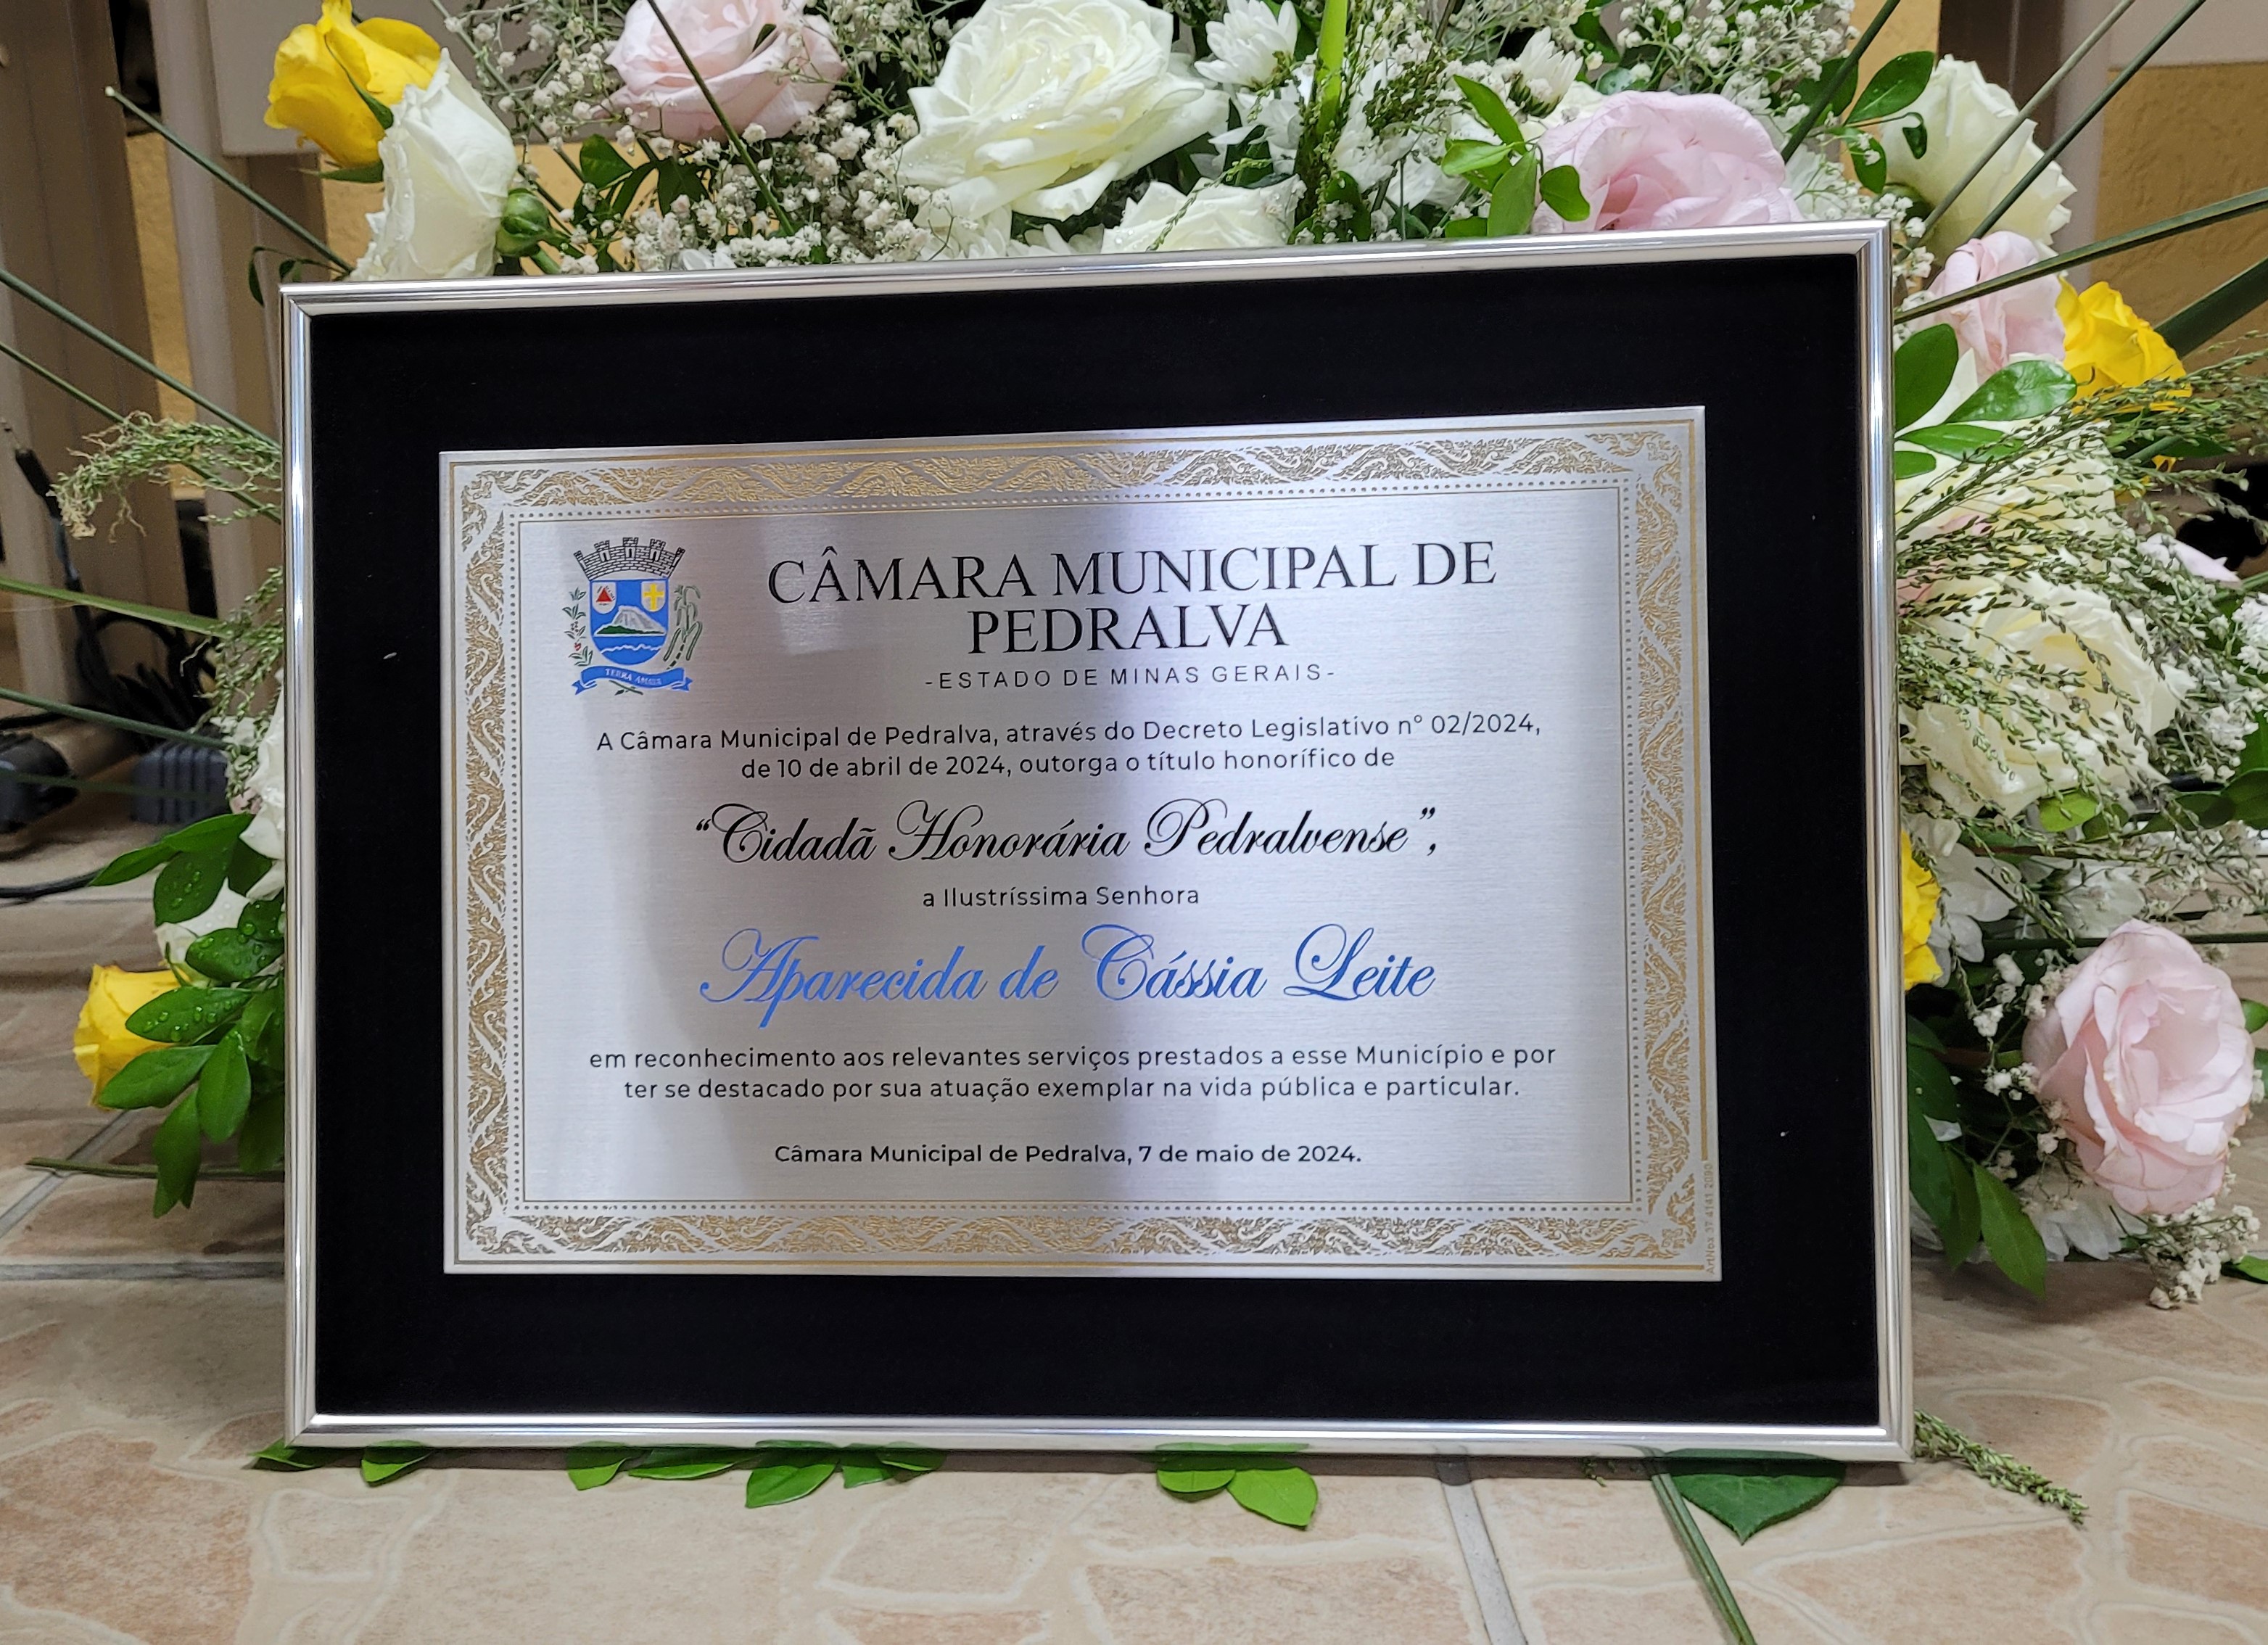 CÂMARA MUNICIPAL DE
PEDRALVA
-ESTADO DE MINAS GERAIS-
TERRA AMADA
A Câmara Municipal de Pedralva, através do Decreto Legislativo nº 02/2024,
de 10 de abril de 2024, outorga o título honorífico de
“Cidadã Honorária Pedralvense”,
a Ilustríssima Senhora
Aparecida de Cássia Leite
em reconhecimento aos relevantes serviços prestados a esse Município e por
ter se destacado por sua atuação exemplar na vida pública e particular.
Câmara Municipal de Pedralva, 7 de maio de 2024.